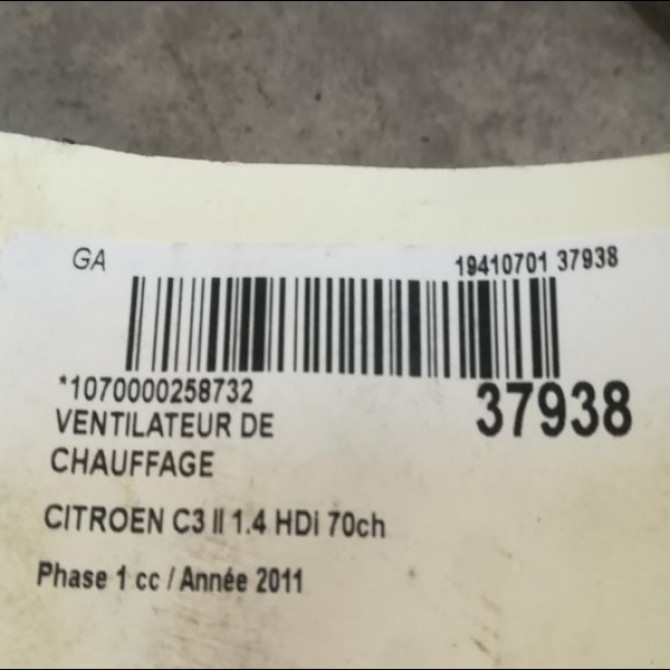 GA
19410701 37938
*1070000258732
37938
VENTILATEUR DE
CHAUFFAGE
CITROEN C3 II 1.4 HDi 70ch
Phase 1 cc / Année 2011